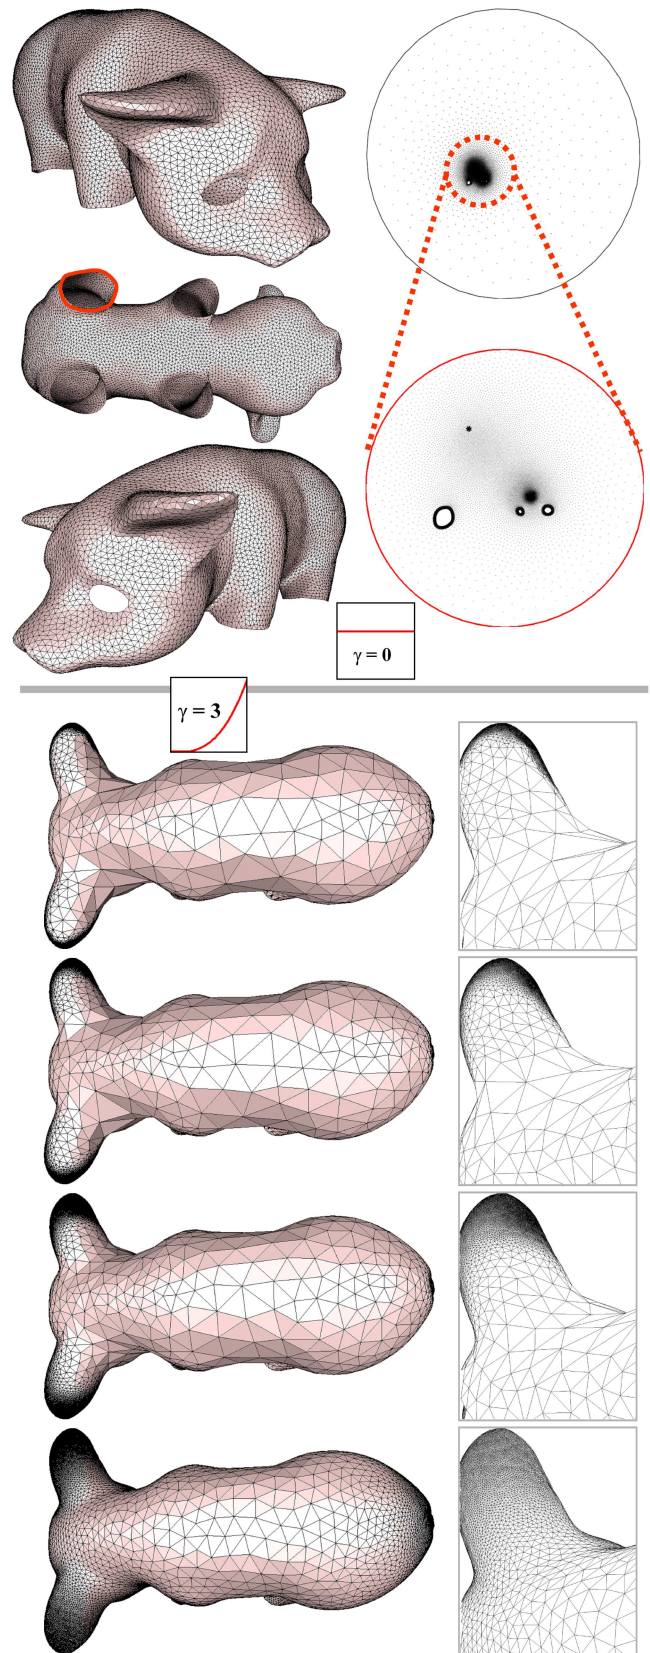 γ = 0
γ = 3